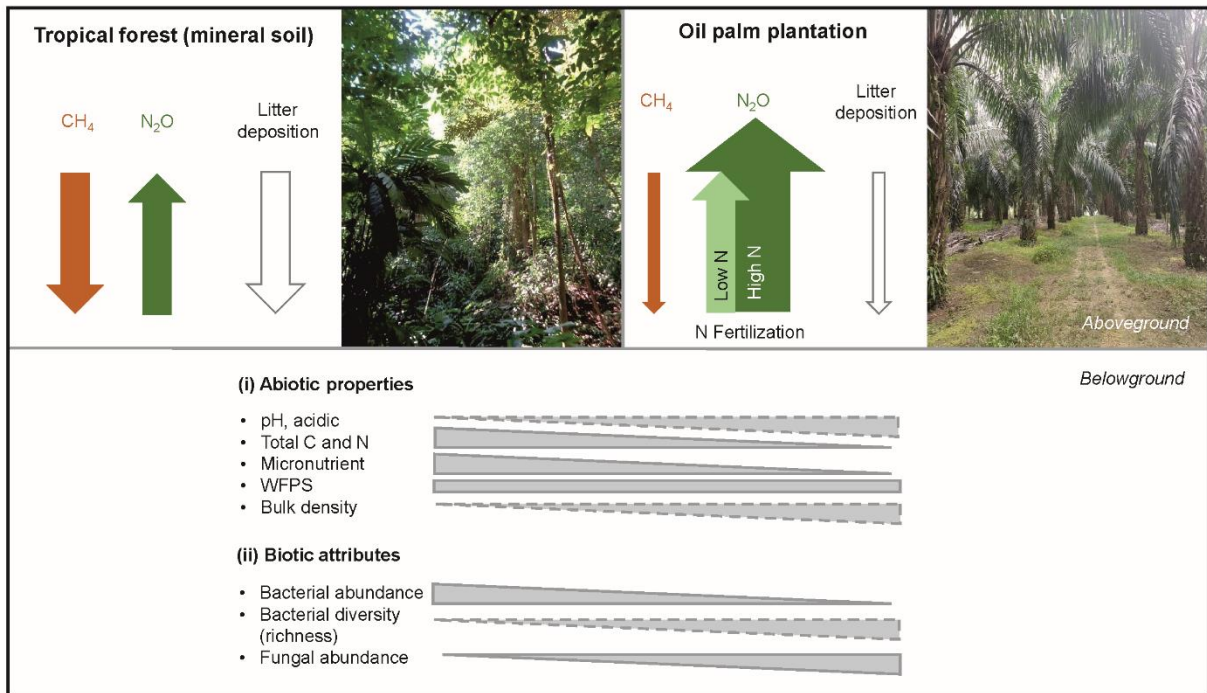 Tropical forest (mineral soil)
CH₄
N₂O
Litter
deposition
Oil palm plantation
CH₄
N₂O
Litter
deposition
Low N
High N
N Fertilization
Aboveground
Belowground
(i) Abiotic properties
• pH, acidic
• Total C and N
• Micronutrient
• WFPS
• Bulk density
(ii) Biotic attributes
• Bacterial abundance
• Bacterial diversity
(richness)
• Fungal abundance